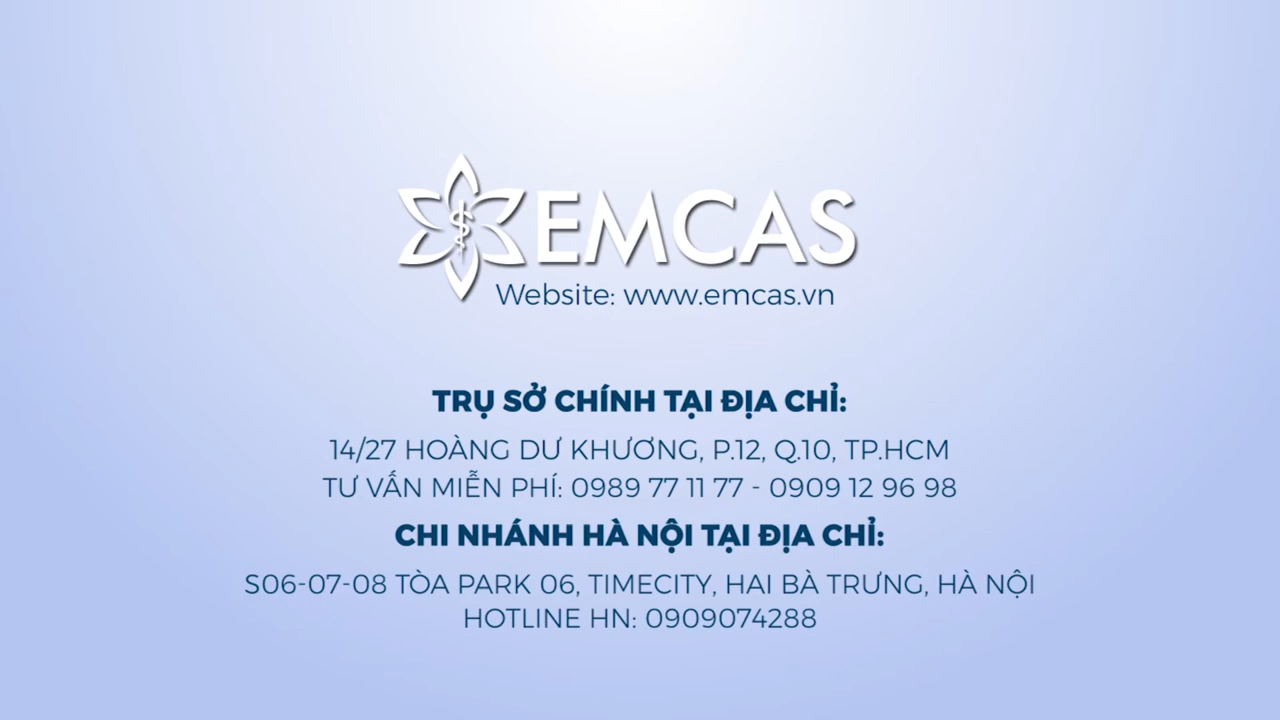 EMCAS
Website: www.emcas.vn
TRỤ SỞ CHÍNH TẠI ĐỊA CHỈ:
14/27 HOÀNG DƯ KHƯƠNG, P.12, Q.10, TP.HCM
TƯ VẤN MIỄN PHÍ: 0989 77 11 77 - 0909 12 96 98
CHI NHÁNH HÀ NỘI TẠI ĐỊA CHỈ:
S06-07-08 TÒA PARK 06, TIMECITY, HAI BÀ TRƯNG, HÀ NỘI
HOTLINE HN: 0909074288